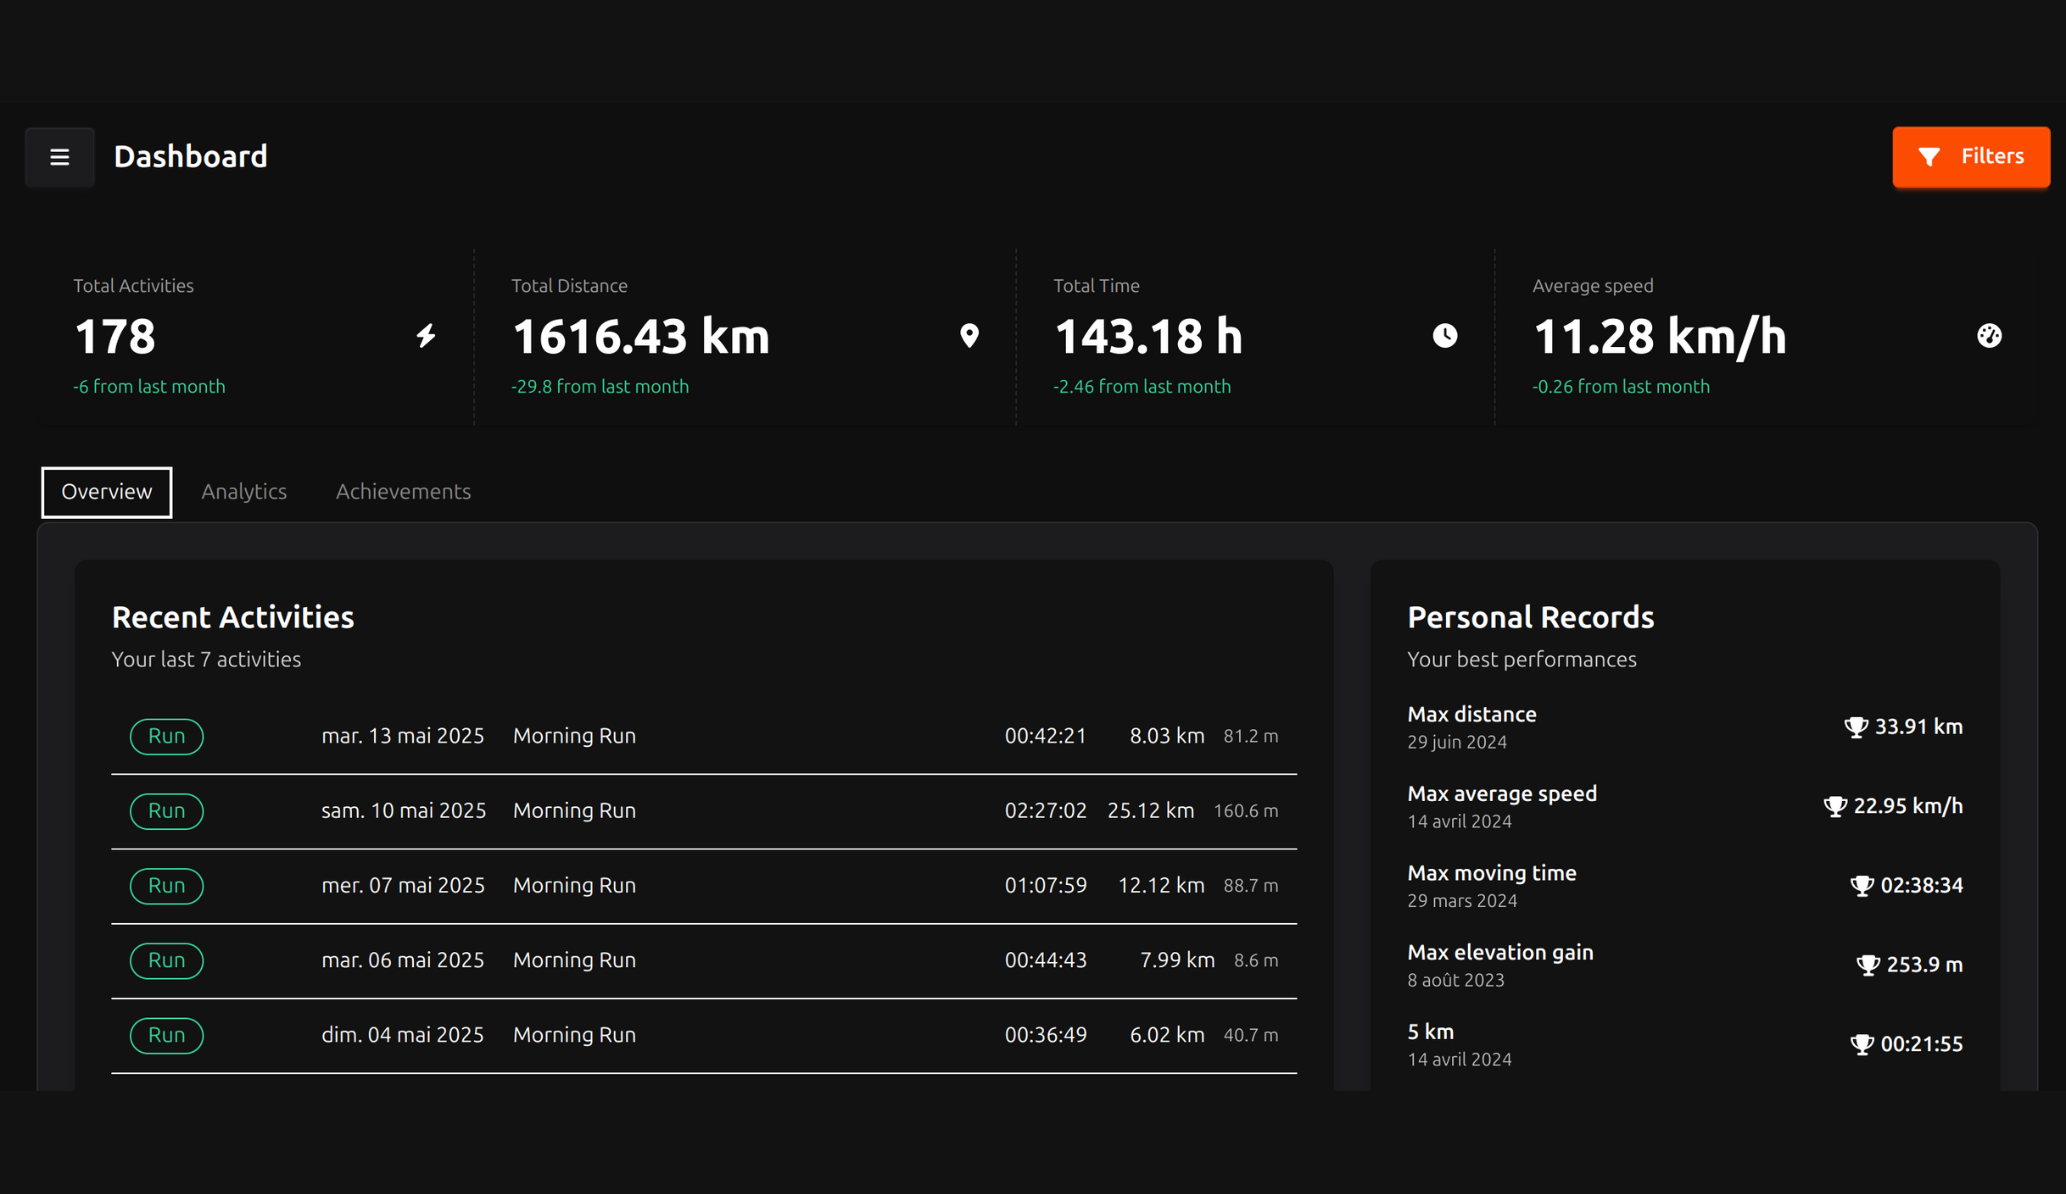 Dashboard
Filters
Total Activities
178
-6 from last month
Total Distance
1616.43 km
-29.8 from last month
Total Time
143.18 h
-2.46 from last month
Average speed
11.28 km/h
-0.26 from last month
Overview Analytics Achievements
Recent Activities
Your last 7 activities
Run mar. 13 mai 2025 Morning Run 00:42:21 8.03 km 81.2 m
Run sam. 10 mai 2025 Morning Run 02:27:02 25.12 km 160.6 m
Run mer. 07 mai 2025 Morning Run 01:07:59 12.12 km 88.7 m
Run mar. 06 mai 2025 Morning Run 00:44:43 7.99 km 8.6 m
Run dim. 04 mai 2025 Morning Run 00:36:49 6.02 km 40.7 m
Personal Records
Your best performances
Max distance
29 juin 2024
33.91 km
Max average speed
14 avril 2024
22.95 km/h
Max moving time
29 mars 2024
02:38:34
Max elevation gain
8 août 2023
253.9 m
5 km
14 avril 2024
00:21:55